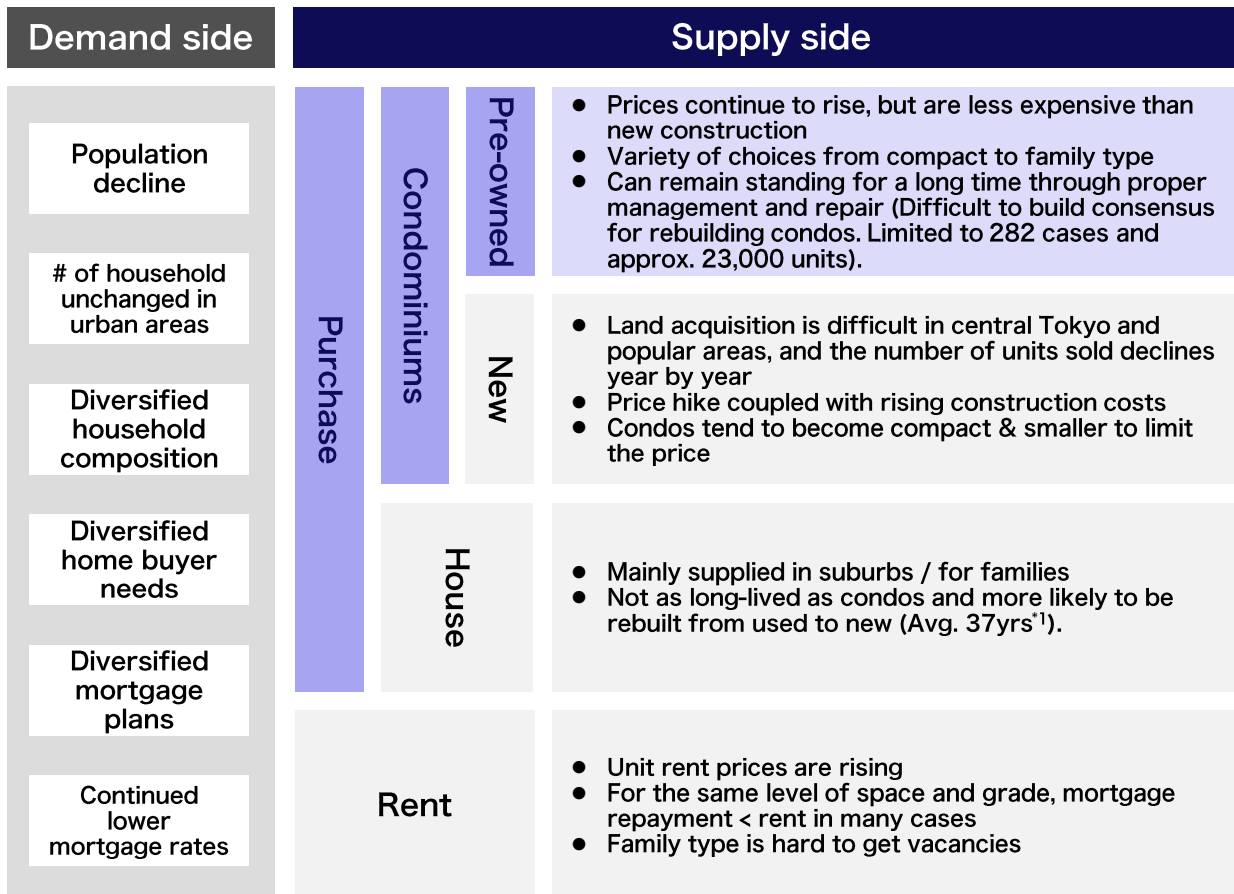 Demand side
Supply side
Population
decline
# of household
unchanged in
urban areas
Diversified
household
composition
Diversified
home buyer
needs
Diversified
mortgage
plans
Continued
lower
mortgage rates
Purchase
Condominiums
Pre-owned
● Prices continue to rise, but are less expensive than
new construction
● Variety of choices from compact to family type
● Can remain standing for a long time through proper
management and repair (Difficult to build consensus
for rebuilding condos. Limited to 282 cases and
approx. 23,000 units).
New
● Land acquisition is difficult in central Tokyo and
popular areas, and the number of units sold declines
year by year
● Price hike coupled with rising construction costs
● Condos tend to become compact & smaller to limit
the price
House
● Mainly supplied in suburbs / for families
● Not as long-lived as condos and more likely to be
rebuilt from used to new (Avg. 37yrs*1).
Rent
● Unit rent prices are rising
● For the same level of space and grade, mortgage
repayment < rent in many cases
● Family type is hard to get vacancies